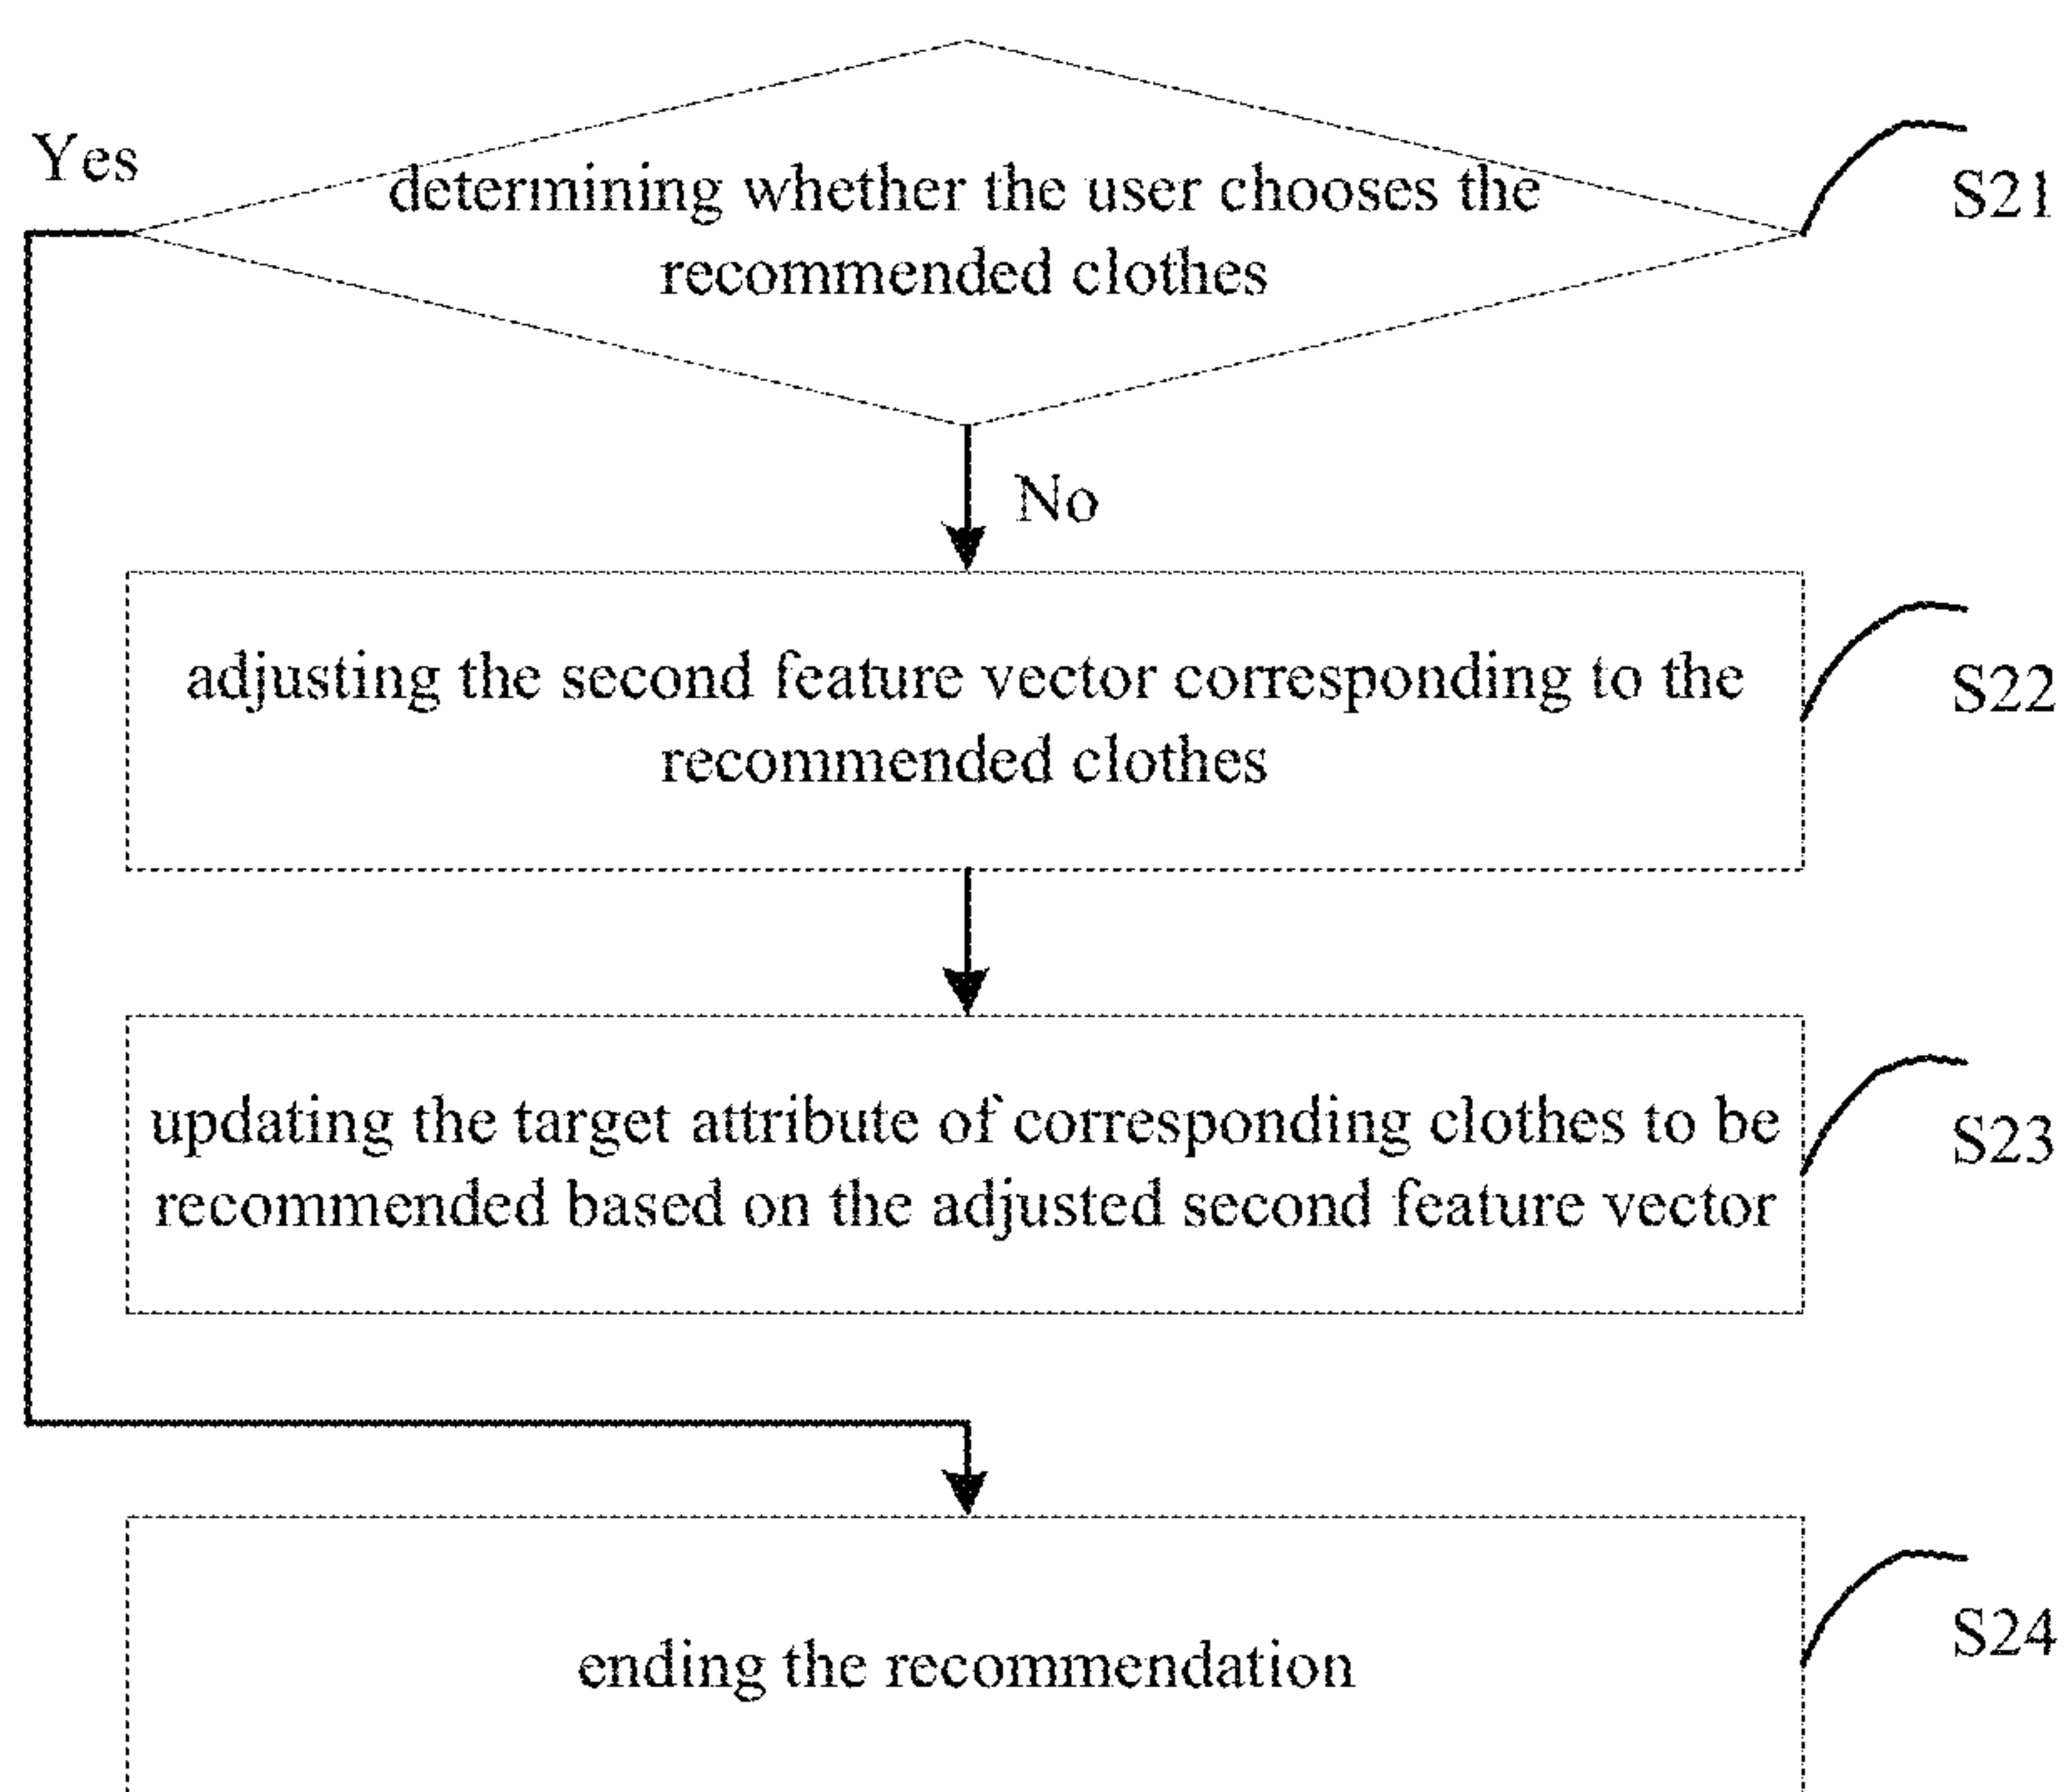 Yes
determining whether the user chooses the
recommended clothes
S21
No
adjusting the second feature vector corresponding to the
recommended clothes
S22
updating the target attribute of corresponding clothes to be
recommended based on the adjusted second feature vector
S23
ending the recommendation
S24